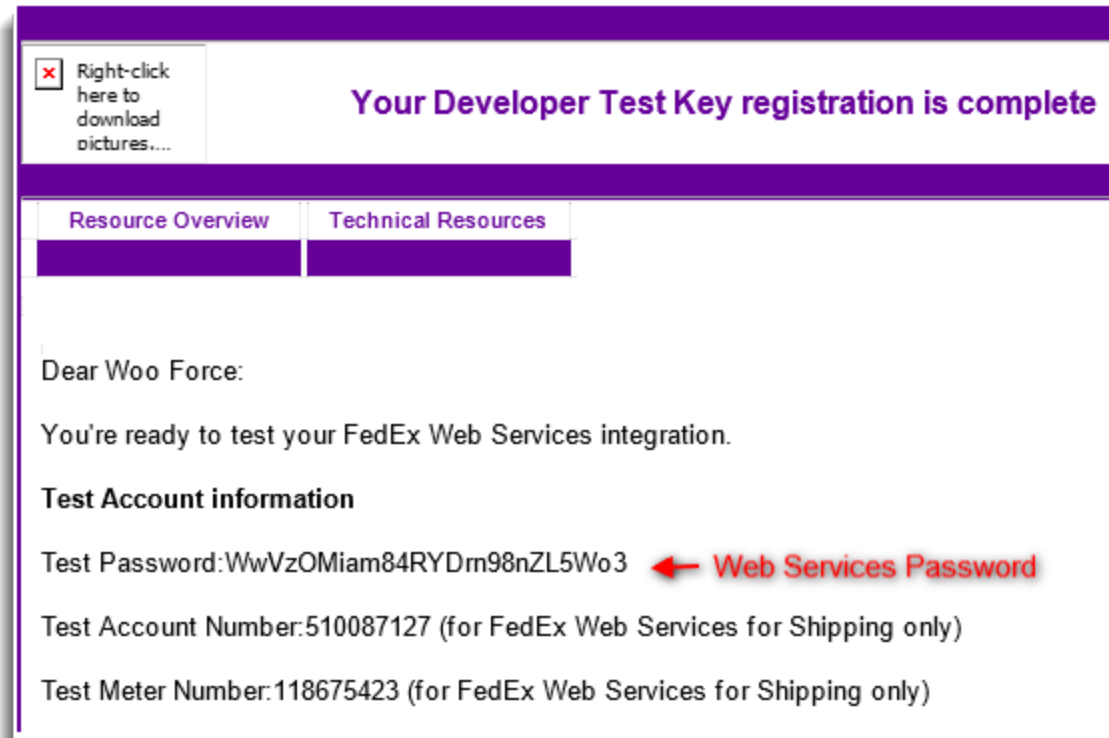 Right-click
here to
download
pictures....
Your Developer Test Key registration is complete
Resource Overview
Technical Resources
Dear Woo Force:
You're ready to test your FedEx Web Services integration.
Test Account information
Test Password:WwVzOMiam84RYDrn98nZL5Wo3
Web Services Password
Test Account Number:510087127 (for FedEx Web Services for Shipping only)
Test Meter Number:118675423 (for FedEx Web Services for Shipping only)